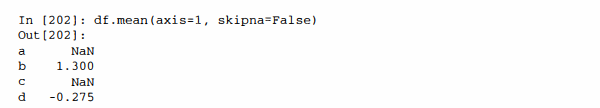 In [202]: df.mean(axis=1, skipna=False)
Out[202]:
a      NaN
b    1.300
c      NaN
d   -0.275